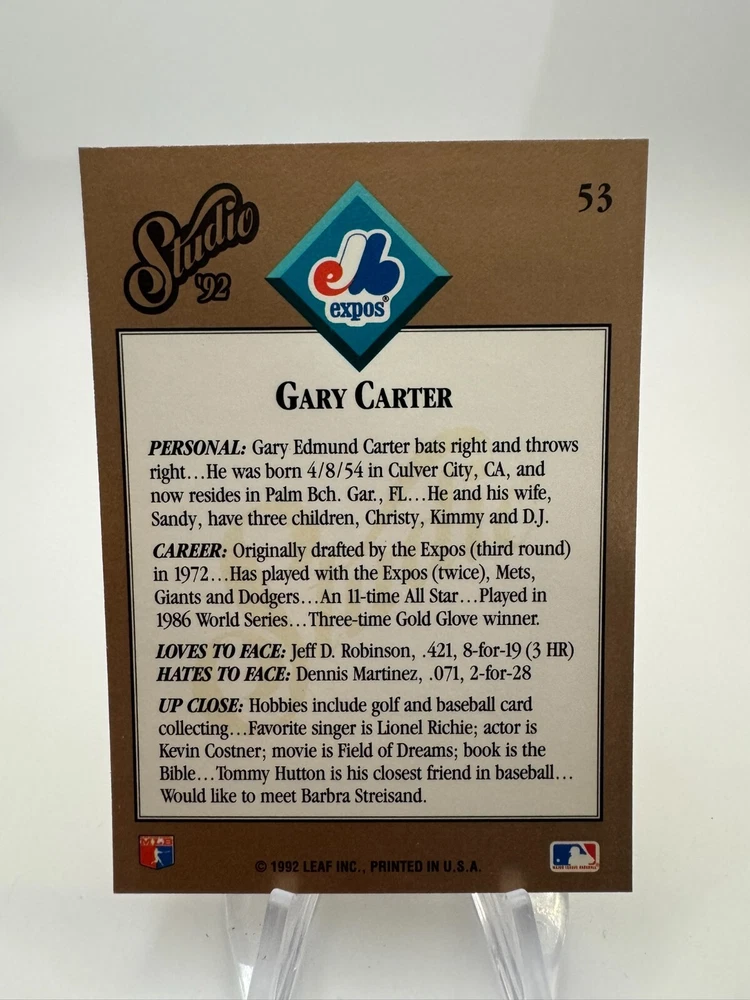 Studio
'92
53
expos®
GARY CARTER
PERSONAL: Gary Edmund Carter bats right and throws
right...He was born 4/8/54 in Culver City, CA, and
now resides in Palm Bch. Gar., FL...He and his wife,
Sandy, have three children, Christy, Kimmy and D.J.
CAREER: Originally drafted by the Expos (third round)
in 1972...Has played with the Expos (twice), Mets,
Giants and Dodgers...An 11-time All Star...Played in
1986 World Series...Three-time Gold Glove winner.
LOVES TO FACE: Jeff D. Robinson, .421, 8-for-19 (3 HR)
HATES TO FACE: Dennis Martinez, .071, 2-for-28
UP CLOSE: Hobbies include golf and baseball card
collecting...Favorite singer is Lionel Richie; actor is
Kevin Costner; movie is Field of Dreams; book is the
Bible...Tommy Hutton is his closest friend in baseball...
Would like to meet Barbra Streisand.
MLB
© 1992 LEAF INC., PRINTED IN U.S.A.
MAJOR LEAGUE BASEBALL